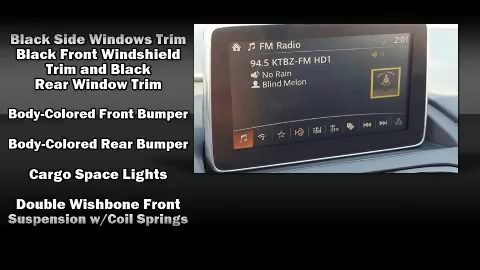 Black Side Windows Trim
Black Front Windshield
Trim and Black
Rear Window Trim
Body-Colored Front Bumper
Body-Colored Rear Bumper
Cargo Space Lights
Double Wishbone Front
Suspension w/Coil Springs
FM Radio
2:01
94.5 KTBZ-FM HD1
No Rain
Blind Melon